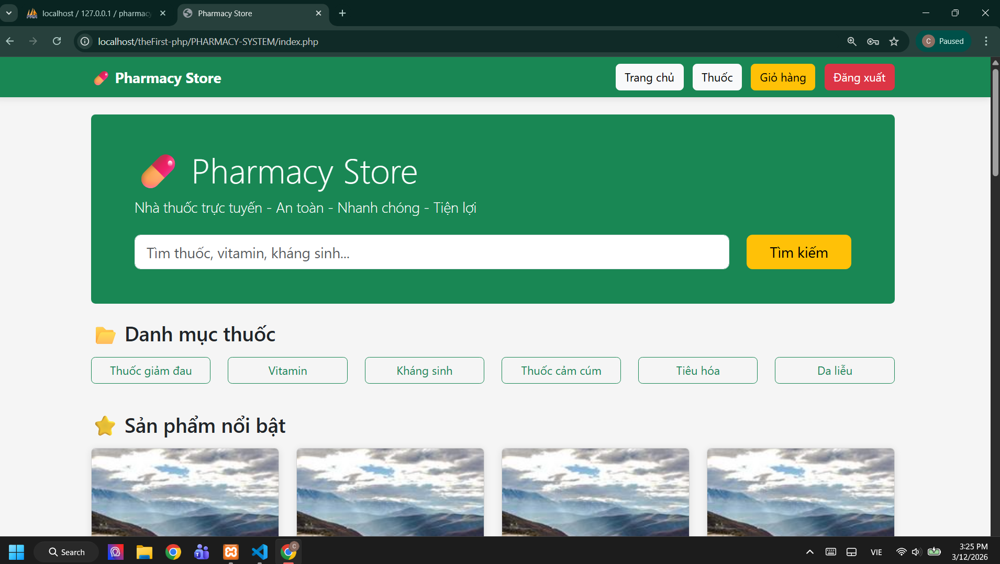 localhost / 127.0.0.1 / pharmacy
Pharmacy Store
localhost/theFirst-php/PHARMACY-SYSTEM/index.php
C
Paused
Pharmacy Store
Trang chủ
Thuốc
Giỏ hàng
Đăng xuất
Pharmacy Store
Nhà thuốc trực tuyến - An toàn - Nhanh chóng - Tiện lợi
Tìm thuốc, vitamin, kháng sinh...
Tìm kiếm
Danh mục thuốc
Thuốc giảm đau
Vitamin
Kháng sinh
Thuốc cảm cúm
Tiêu hóa
Da liễu
Sản phẩm nổi bật
Search
C
VIE
3:25 PM
3/12/2026